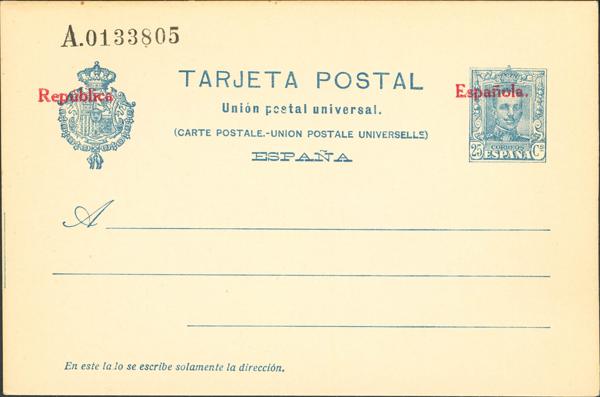 A.0133805
TARJETA POSTAL
República
Española.
Unión postal universal.
(CARTE POSTALE.-UNION POSTALE UNIVERSELLE)
ESPAÑA
CORREOS
25 ESPAÑA Cs
A
En este la lo se escribe solamente la dirección.